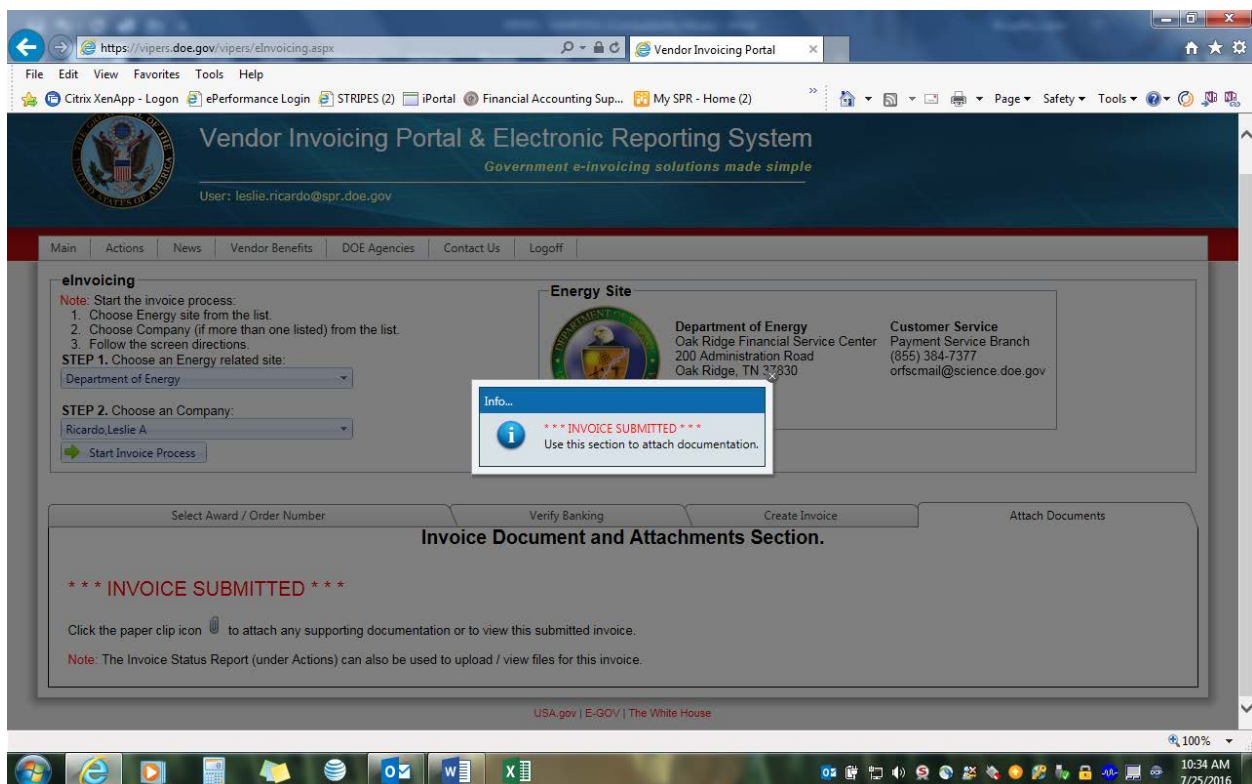 https://vipers.doe.gov/vipers/eInvoicing.aspx
Vendor Invoicing Portal
File Edit View Favorites Tools Help
Citrix XenApp - Logon ePerformance Login STRIPES (2) iPortal Financial Accounting Sup... My SPR - Home (2) Page Safety Tools
Vendor Invoicing Portal & Electronic Reporting System
Government e-invoicing solutions made simple
User: leslie.ricardo@spr.doe.gov
Main Actions News Vendor Benefits DOE Agencies Contact Us Logoff
eInvoicing
Note: Start the invoice process:
1. Choose Energy site from the list.
2. Choose Company (if more than one listed) from the list.
3. Follow the screen directions.
STEP 1. Choose an Energy related site:
Department of Energy
STEP 2. Choose an Company:
Ricardo,Leslie A
Start Invoice Process
Energy Site
Department of Energy
Oak Ridge Financial Service Center
200 Administration Road
Oak Ridge, TN 37830
Customer Service
Payment Service Branch
(855) 384-7377
orfscmail@science.doe.gov
Info...
* * * INVOICE SUBMITTED * * *
Use this section to attach documentation.
Select Award / Order Number Verify Banking Create Invoice Attach Documents
Invoice Document and Attachments Section.
* * * INVOICE SUBMITTED * * *
Click the paper clip icon to attach any supporting documentation or to view this submitted invoice.
Note: The Invoice Status Report (under Actions) can also be used to upload / view files for this invoice.
USA.gov | E-GOV | The White House
100%
10:34 AM
7/25/2016